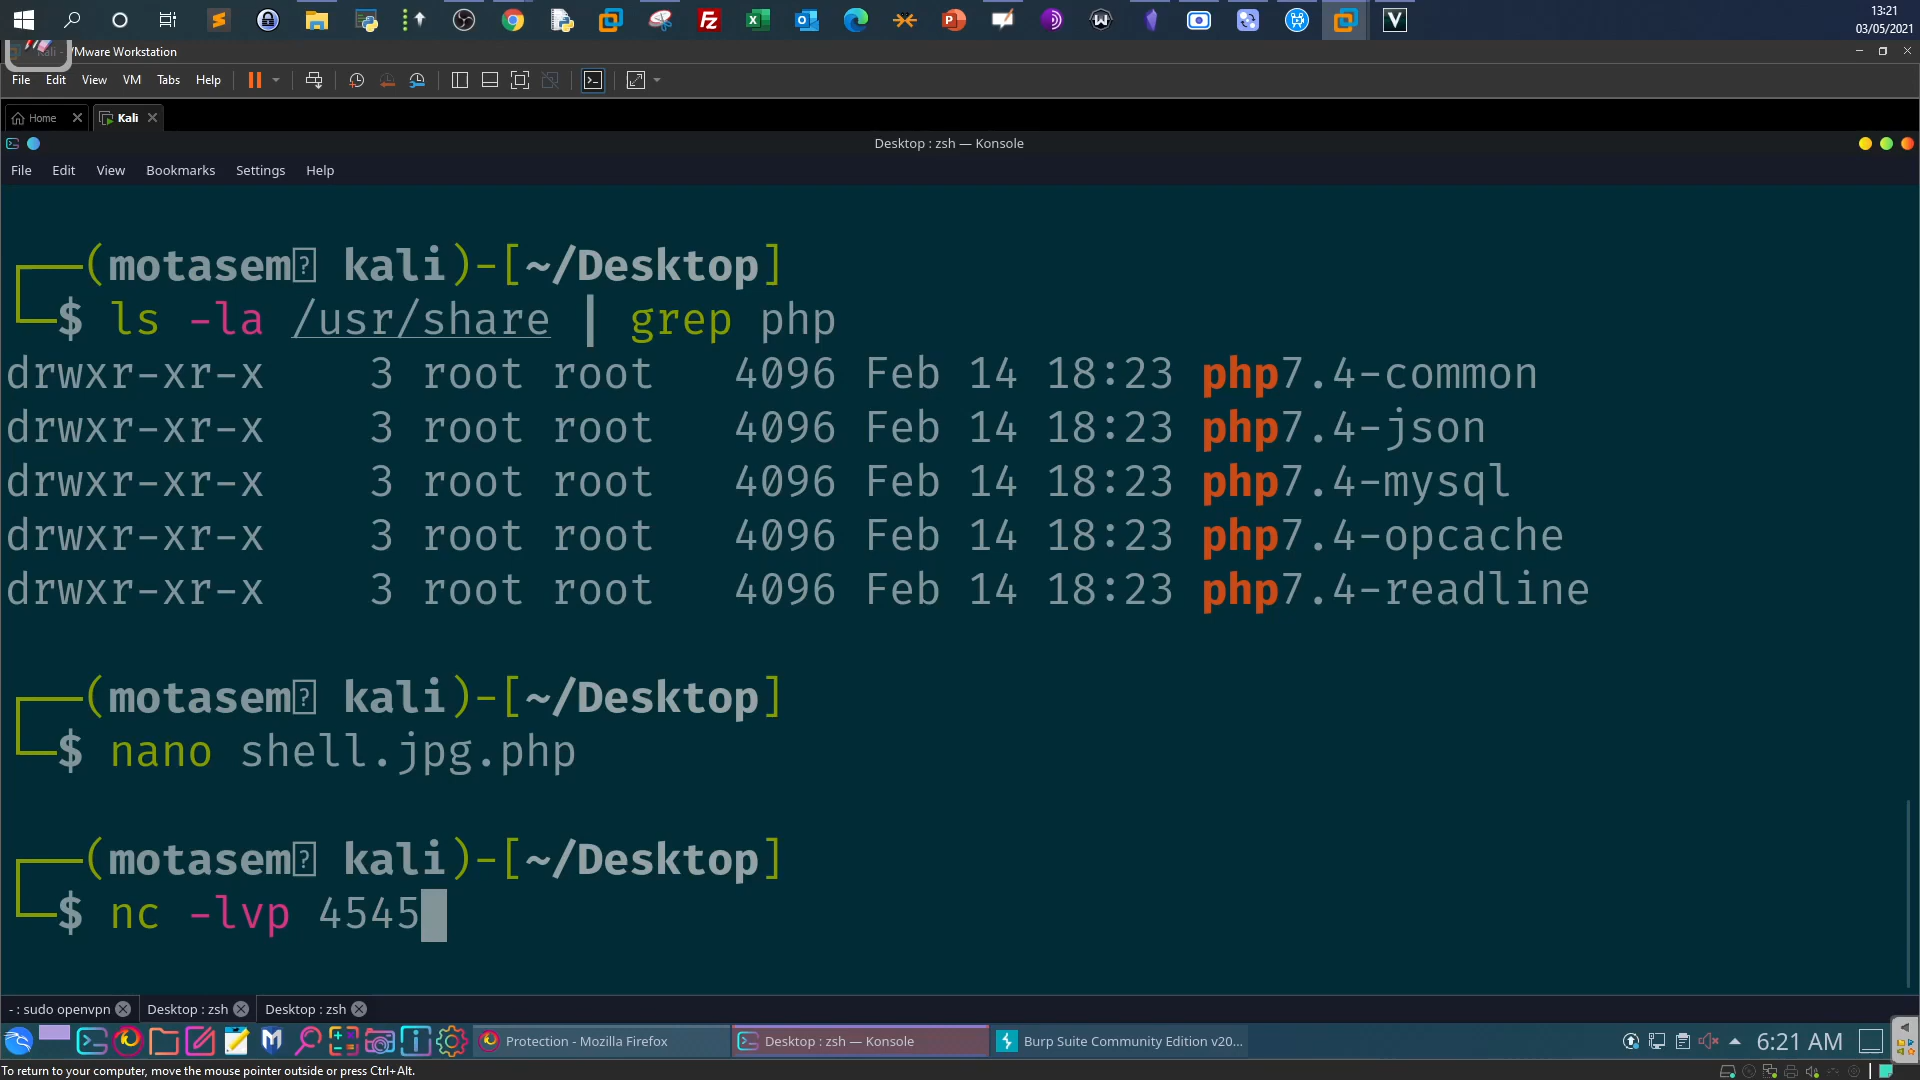 13:21
03/05/2021
Kali - VMware Workstation
File Edit View VM Tabs Help
Home Kali
Desktop : zsh — Konsole
File Edit View Bookmarks Settings Help
(motasem kali)-[~/Desktop]
$ ls -la /usr/share | grep php
drwxr-xr-x 3 root root 4096 Feb 14 18:23 php7.4-common
drwxr-xr-x 3 root root 4096 Feb 14 18:23 php7.4-json
drwxr-xr-x 3 root root 4096 Feb 14 18:23 php7.4-mysql
drwxr-xr-x 3 root root 4096 Feb 14 18:23 php7.4-opcache
drwxr-xr-x 3 root root 4096 Feb 14 18:23 php7.4-readline
(motasem kali)-[~/Desktop]
$ nano shell.jpg.php
(motasem kali)-[~/Desktop]
$ nc -lvp 4545
- : sudo openvpn Desktop : zsh Desktop : zsh
Protection - Mozilla Firefox Desktop : zsh — Konsole Burp Suite Community Edition v20... 6:21 AM
To return to your computer, move the mouse pointer outside or press Ctrl+Alt.